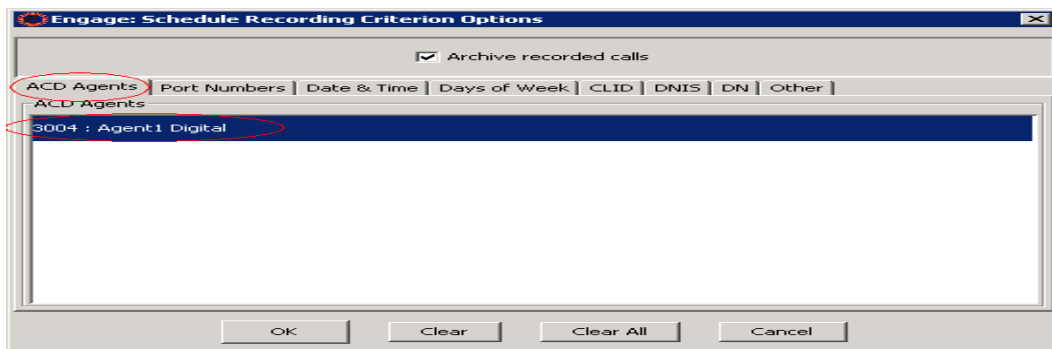 Engage: Schedule Recording Criterion Options
Archive recorded calls
ACD Agents Port Numbers Date & Time Days of Week CLID DNIS DN Other
ACD Agents
3004 : Agent1 Digital
OK Clear Clear All Cancel